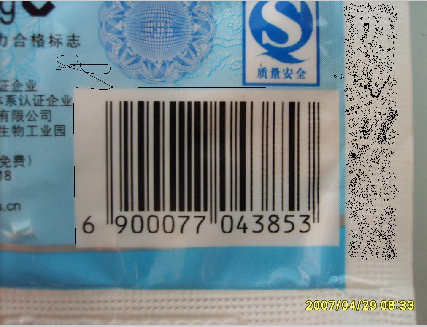 力合格标志
质量安全
证企业
体系认证企业
有限公司
生物工业园
免费)
18
s.cn
6 900077 043853
2007/04/29 08:33